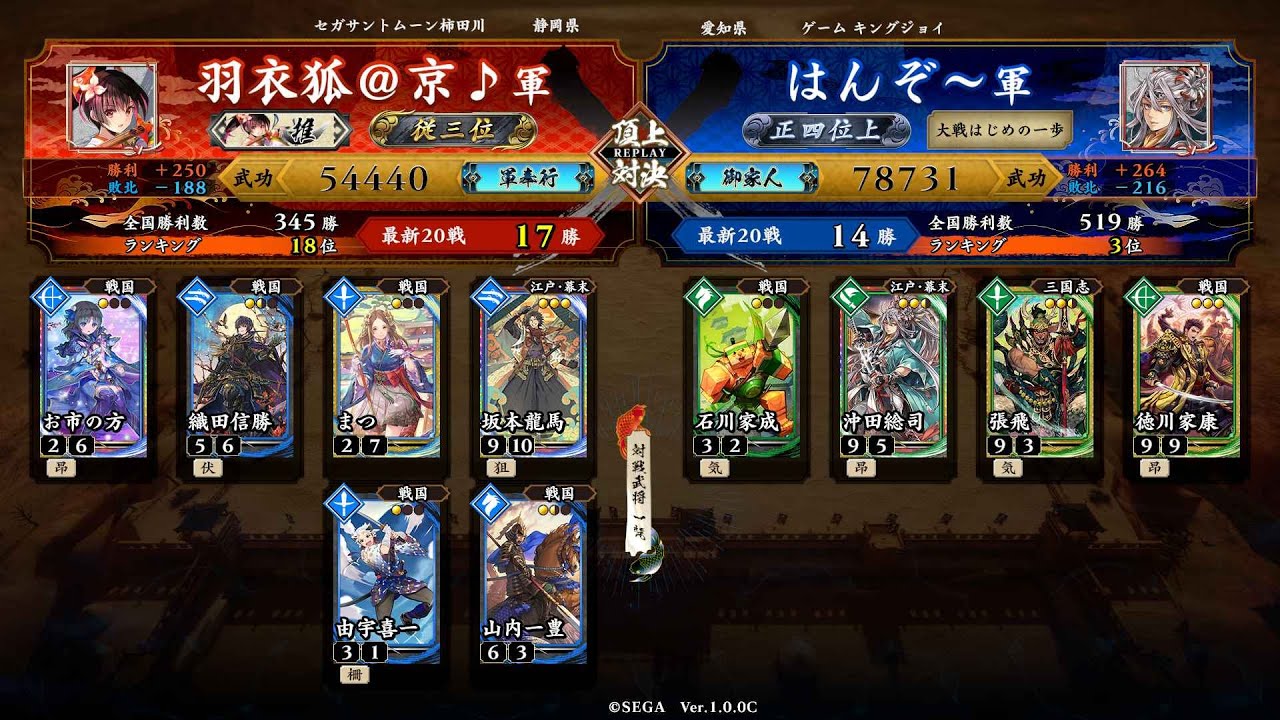 セガサントムーン柿田川 静岡県
愛知県 ゲーム キングジョイ
羽衣狐@京♪軍
はんぞ～軍
推 従三位
頂上
REPLAY
対決
正四位上 大戦はじめの一歩
勝利 +250
敗北 -188
武功 54440 軍奉行
御家人 78731 武功
勝利 +264
敗北 -216
全国勝利数 345勝
ランキング 18位
最新20戦 17勝
最新20戦 14勝
全国勝利数 519勝
ランキング 3位
戦国
お市の方
2 6
昴
戦国
織田信勝
5 6
伏
戦国
まつ
2 7
江戸・幕末
坂本龍馬
9 10
狙
戦国
由宇喜一
3 1
柵
戦国
山内一豊
6 3
対戦武将一覧
戦国
石川家成
3 2
気
江戸・幕末
沖田総司
9 5
昴
三国志
張飛
9 3
気
戦国
徳川家康
9 9
昴
©SEGA Ver.1.0.0C